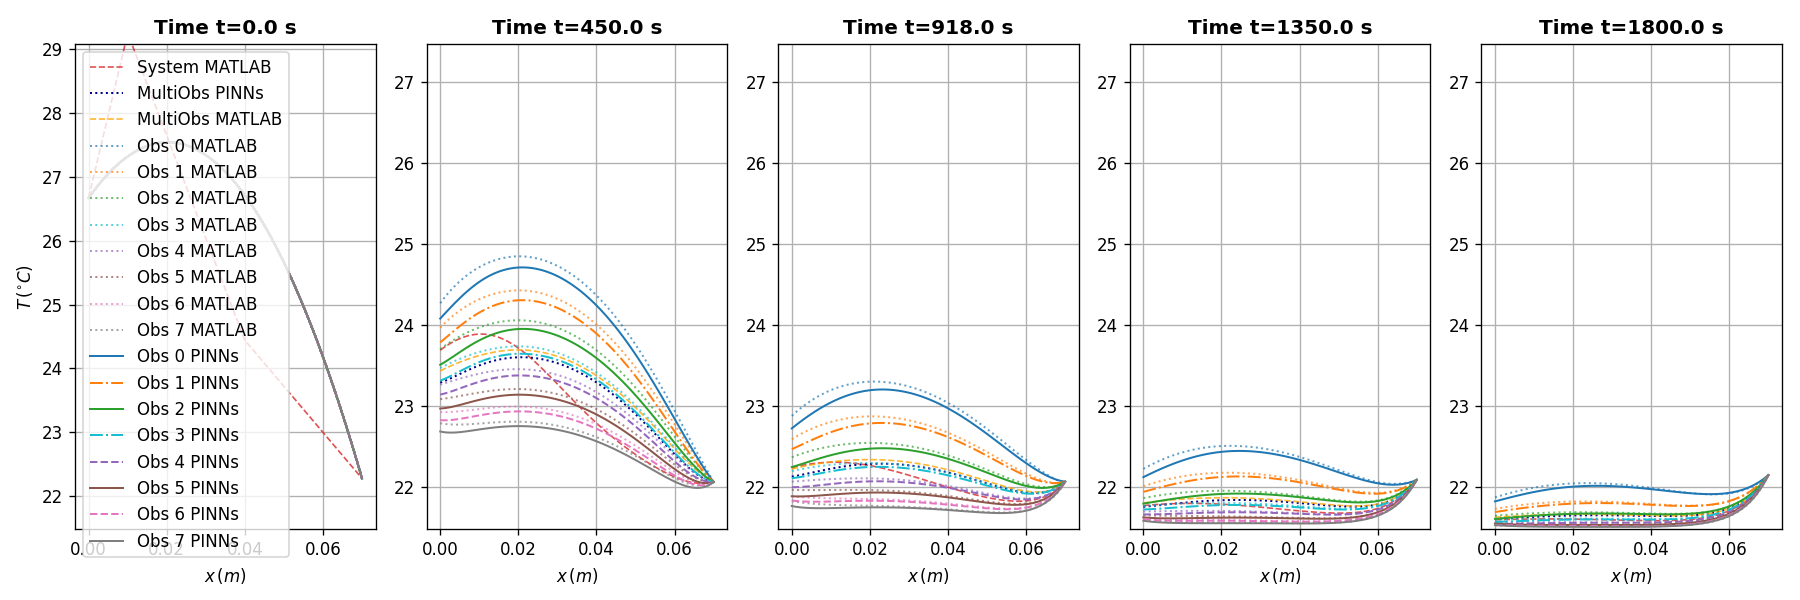 Time t=0.0 s
Time t=450.0 s
Time t=918.0 s
Time t=1350.0 s
Time t=1800.0 s
29
28
27
26
25
24
23
22
T (°C)
System MATLAB
MultiObs PINNs
MultiObs MATLAB
Obs 0 MATLAB
Obs 1 MATLAB
Obs 2 MATLAB
Obs 3 MATLAB
Obs 4 MATLAB
Obs 5 MATLAB
Obs 6 MATLAB
Obs 7 MATLAB
Obs 0 PINNs
Obs 1 PINNs
Obs 2 PINNs
Obs 3 PINNs
Obs 4 PINNs
Obs 5 PINNs
Obs 6 PINNs
Obs 7 PINNs
0.00 0.02 0.04 0.06
x (m)
27
26
25
24
23
22
0.00 0.02 0.04 0.06
x (m)
27
26
25
24
23
22
0.00 0.02 0.04 0.06
x (m)
27
26
25
24
23
22
0.00 0.02 0.04 0.06
x (m)
27
26
25
24
23
22
0.00 0.02 0.04 0.06
x (m)